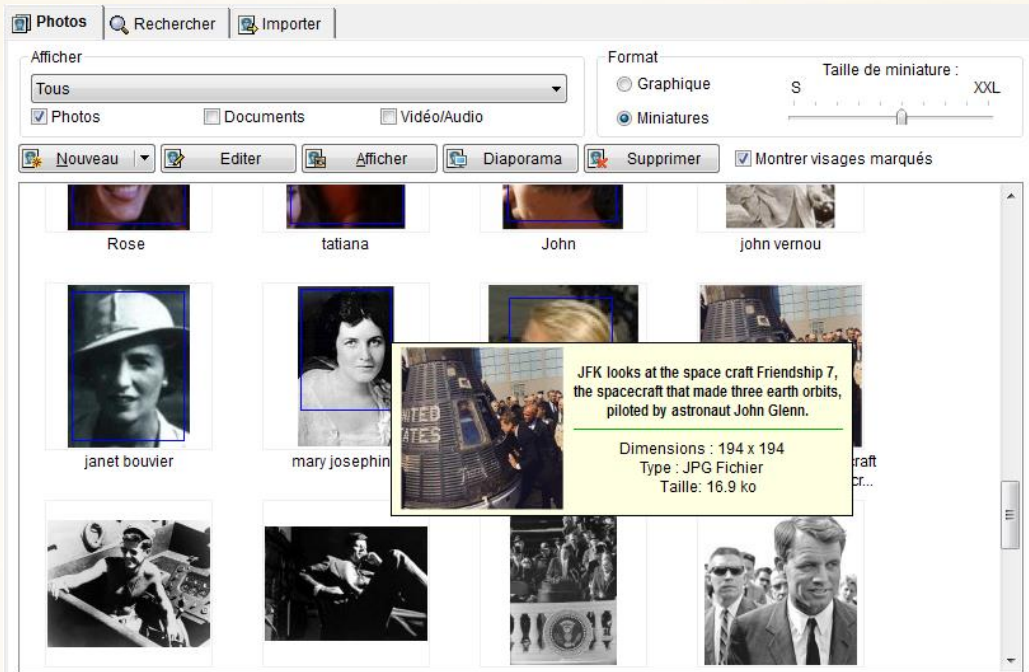 Photos
Rechercher
Importer
Afficher
Format
Tous
Graphique
Taille de miniature :
S
XXL
Photos
Documents
Vidéo/Audio
Miniatures
Nouveau
Editer
Afficher
Diaporama
Supprimer
Montrer visages marqués
Rose
tatiana
John
john vernou
JFK looks at the space craft Friendship 7,
the spacecraft that made three earth orbits,
piloted by astronaut John Glenn.
UNITED
STATES
Dimensions : 194 x 194
Type : JPG Fichier
Taille: 16.9 ko
janet bouvier
mary josephin
raft
cr...